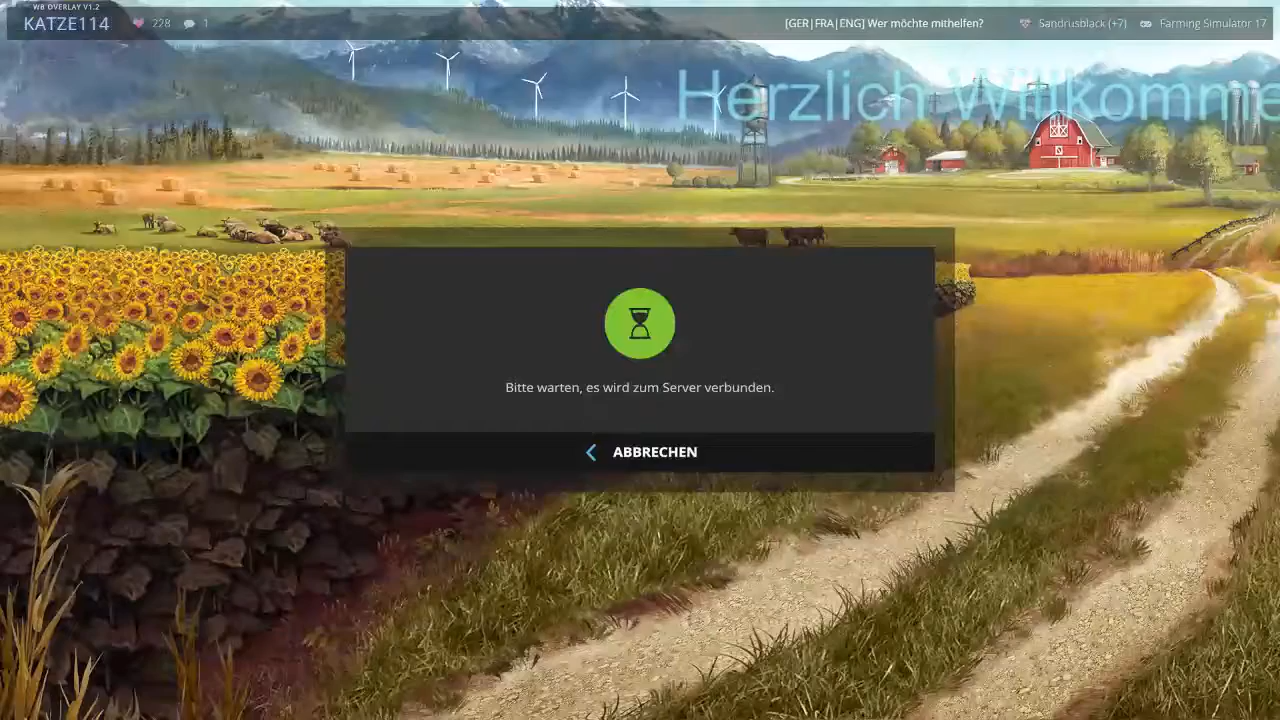 WB OVERLAY V1.2
KATZE114 228 1
[GER|FRA|ENG] Wer möchte mithelfen? Sandrusblack (+7) Farming Simulator 17
Herzlich Willkomme
N
Bitte warten, es wird zum Server verbunden.
ABBRECHEN